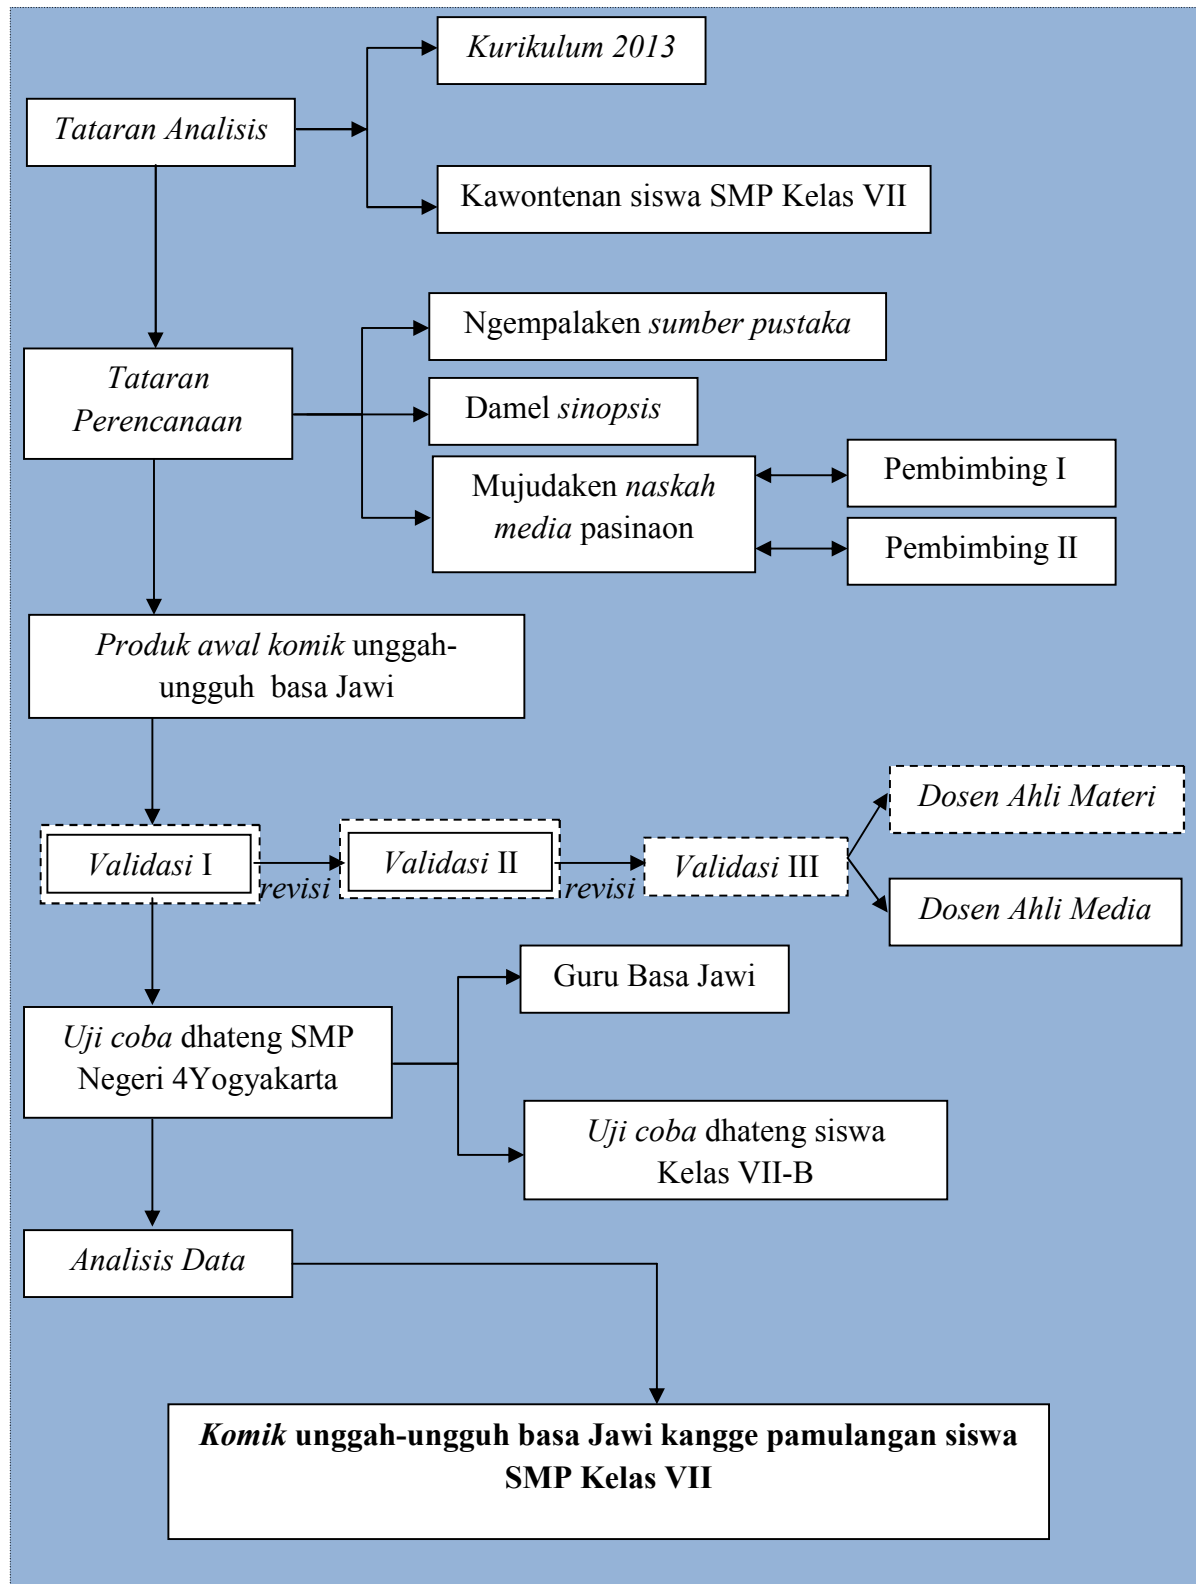 Kurikulum 2013
Tataran Analisis
Kawontenan siswa SMP Kelas VII
Ngempalaken sumber pustaka
Tataran
Perencanaan
Damel sinopsis
Mujudaken naskah
media pasinaon
Pembimbing I
Pembimbing II
Produk awal komik unggah-
ungguh basa Jawi
Validasi I
revisi
Validasi II
revisi
Validasi III
Dosen Ahli Materi
Dosen Ahli Media
Guru Basa Jawi
Uji coba dhateng SMP
Negeri 4Yogyakarta
Uji coba dhateng siswa
Kelas VII-B
Analisis Data
Komik unggah-ungguh basa Jawi kangge pamulangan siswa
SMP Kelas VII